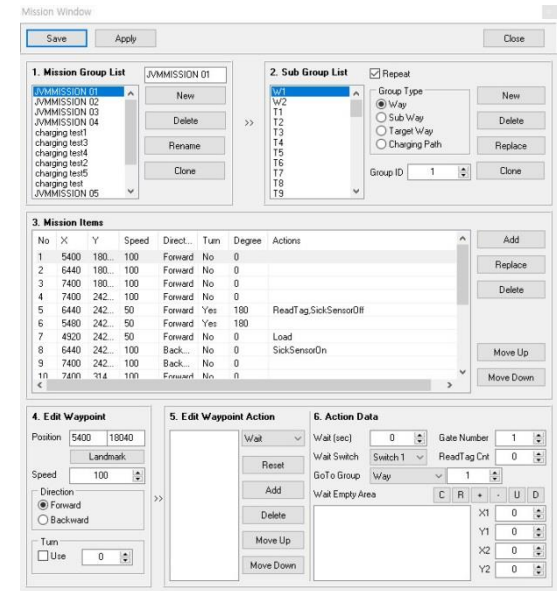 Mission Window
Save Apply Close
1. Mission Group List JVMMISSION 01
JVMMISSION 01
JVMMISSION 02
JVMMISSION 03
JVMMISSION 04
charging test1
charging test3
charging test4
charging test2
charging test5
charging test
JVMMISSION 05
New
Delete
Rename
Clone
>>
2. Sub Group List Repeat
W1
W2
T1
T2
T3
T4
T5
T6
T7
T8
T9
Group Type
Way
Sub Way
Target Way
Charging Path
Group ID 1
New
Delete
Replace
Clone
3. Mission Items
No X Y Speed Direct... Turn Degree Actions
1 5400 180... 100 Forward No 0
2 6440 180... 100 Forward No 0
3 7400 180... 100 Forward No 0
4 7400 242... 100 Forward No 0
5 6440 242... 50 Forward Yes 180 ReadTag,SickSensorOff
6 5480 242... 50 Forward Yes 180
7 4920 242... 50 Forward No 0 Load
8 6440 242... 100 Back... No 0 SickSensorOn
9 7400 242... 100 Back... No 0
10 7400 314... 100 Forward No 0
Add
Replace
Delete
Move Up
Move Down
4. Edit Waypoint
Position 5400 18040
Landmark
Speed 100
Direction
Forward
Backward
Turn
Use 0
>>
5. Edit Waypoint Action
Wait
Reset
Add
Delete
Move Up
Move Down
6. Action Data
Wait (sec) 0 Gate Number 1
Wait Switch Switch 1 ReadTag Cnt 0
GoTo Group Way 1
Wait Empty Area C R + - U D
X1 0
Y1 0
X2 0
Y2 0